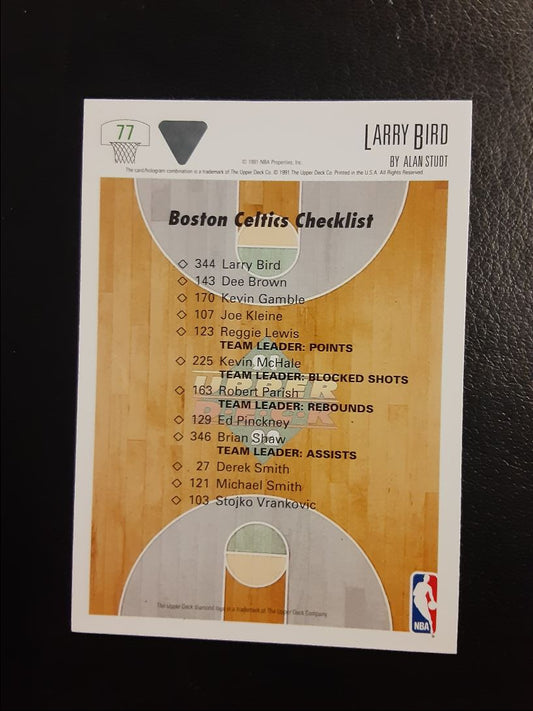 77
LARRY BIRD
BY ALAN STUDT
© 1991 NBA Properties, Inc.
The card/hologram combination is a trademark of The Upper Deck Co. © 1991 The Upper Deck Co. Printed in the U.S.A. All Rights Reserved.
Boston Celtics Checklist
344 Larry Bird
143 Dee Brown
170 Kevin Gamble
107 Joe Kleine
123 Reggie Lewis
TEAM LEADER: POINTS
225 Kevin McHale
TEAM LEADER: BLOCKED SHOTS
163 Robert Parish
TEAM LEADER: REBOUNDS
129 Ed Pinckney
346 Brian Shaw
TEAM LEADER: ASSISTS
27 Derek Smith
121 Michael Smith
103 Stojko Vrankovic
UPPER
DECK
The Upper Deck diamond logo is a trademark of The Upper Deck Company.
NBA